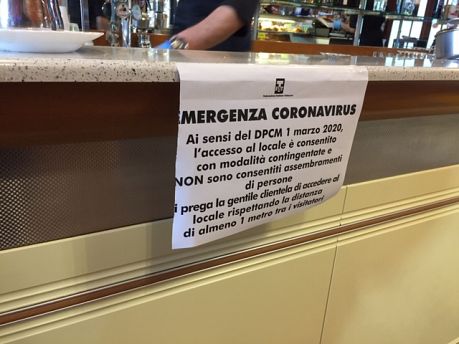 MERGENZA CORONAVIRUS
Ai sensi del DPCM 1 marzo 2020,
l'accesso al locale è consentito
con modalità contingentate e
NON sono consentiti assembramenti
di persone
i prega la gentile clientela di accedere al
locale rispettando la distanza
di almeno 1 metro tra i visitatori